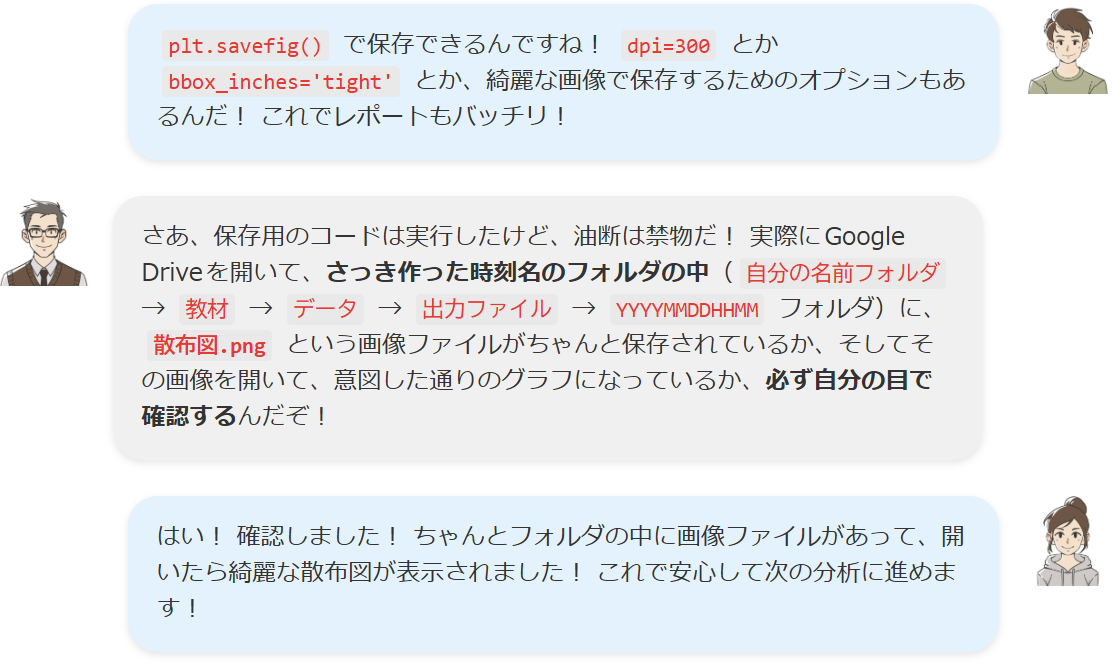 plt.savefig() で保存できるんですね！ dpi=300 とか
bbox_inches='tight' とか、綺麗な画像で保存するためのオプションもあ
るんだ！ これでレポートもバッチリ！
さあ、保存用のコードは実行したけど、油断は禁物だ！ 実際にGoogle
Driveを開いて、さっき作った時刻名のフォルダの中（ 自分の名前フォルダ
→ 教材 → データ → 出力ファイル → YYYYMMDDHHMM フォルダ）に、
散布図.png という画像ファイルがちゃんと保存されているか、そしてそ
の画像を開いて、意図した通りのグラフになっているか、必ず自分の目で
確認するんだぞ！
はい！ 確認しました！ ちゃんとフォルダの中に画像ファイルがあって、開
いたら綺麗な散布図が表示されました！ これで安心して次の分析に進めま
す！